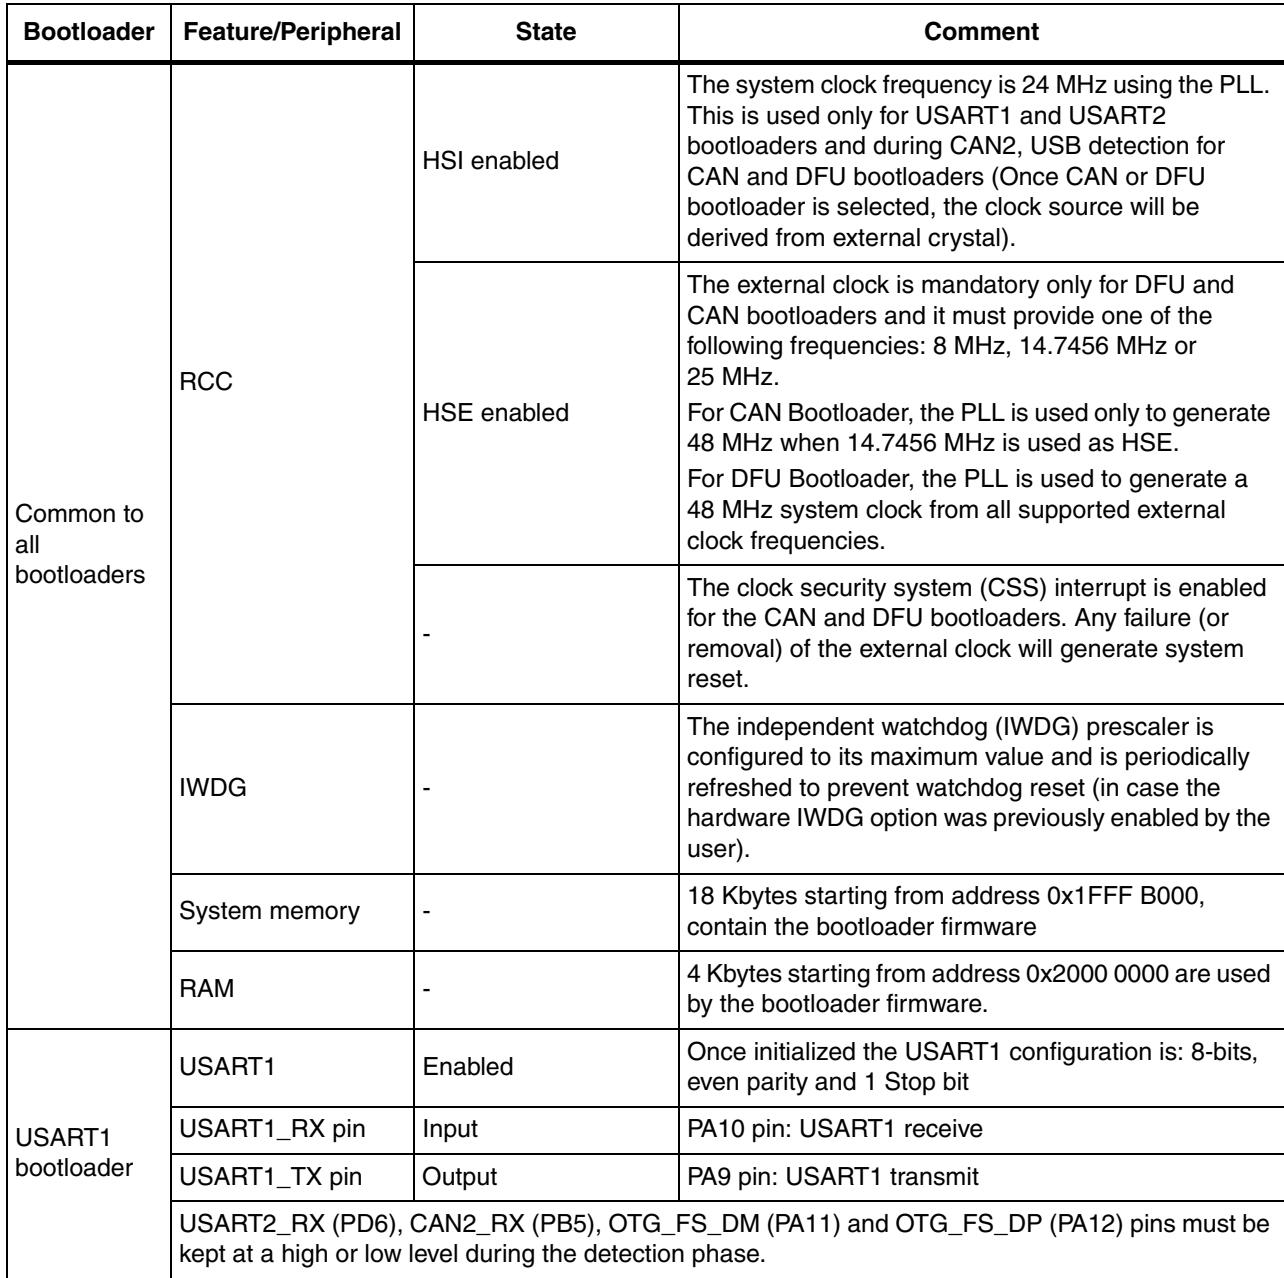 Bootloader Feature/Peripheral State Comment
Common to
all
bootloaders
RCC
HSI enabled
The system clock frequency is 24 MHz using the PLL.
This is used only for USART1 and USART2
bootloaders and during CAN2, USB detection for
CAN and DFU bootloaders (Once CAN or DFU
bootloader is selected, the clock source will be
derived from external crystal).
HSE enabled
The external clock is mandatory only for DFU and
CAN bootloaders and it must provide one of the
following frequencies: 8 MHz, 14.7456 MHz or
25 MHz.
For CAN Bootloader, the PLL is used only to generate
48 MHz when 14.7456 MHz is used as HSE.
For DFU Bootloader, the PLL is used to generate a
48 MHz system clock from all supported external
clock frequencies.
-
The clock security system (CSS) interrupt is enabled
for the CAN and DFU bootloaders. Any failure (or
removal) of the external clock will generate system
reset.
IWDG
-
The independent watchdog (IWDG) prescaler is
configured to its maximum value and is periodically
refreshed to prevent watchdog reset (in case the
hardware IWDG option was previously enabled by the
user).
System memory
-
18 Kbytes starting from address 0x1FFF B000,
contain the bootloader firmware
RAM
-
4 Kbytes starting from address 0x2000 0000 are used
by the bootloader firmware.
USART1
bootloader
USART1
Enabled
Once initialized the USART1 configuration is: 8-bits,
even parity and 1 Stop bit
USART1_RX pin Input PA10 pin: USART1 receive
USART1_TX pin Output PA9 pin: USART1 transmit
USART2_RX (PD6), CAN2_RX (PB5), OTG_FS_DM (PA11) and OTG_FS_DP (PA12) pins must be
kept at a high or low level during the detection phase.